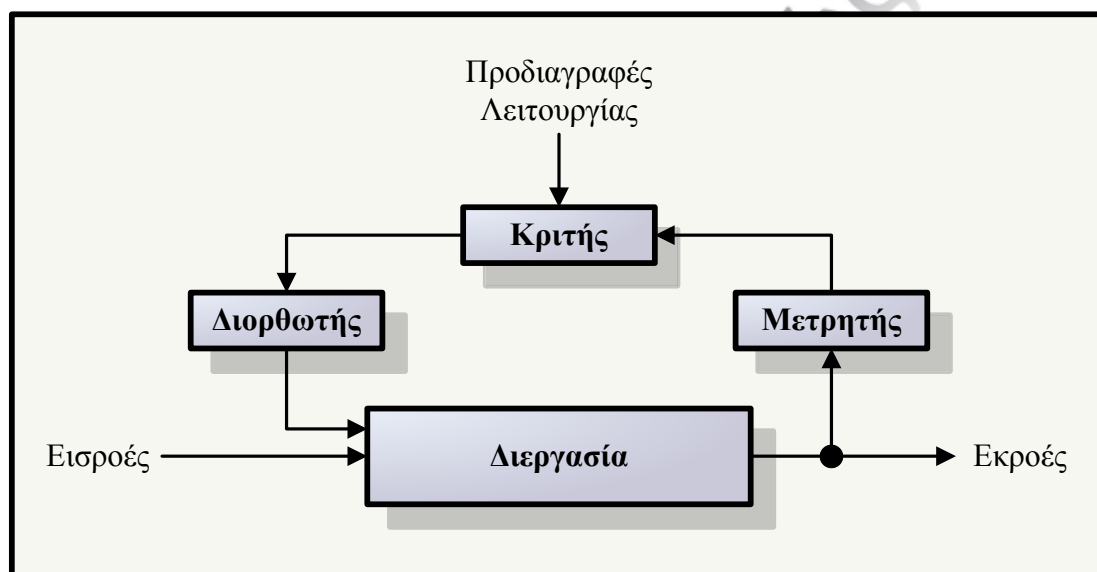 Προδιαγραφές
Λειτουργίας
Κριτής
Διορθωτής
Μετρητής
Εισροές
Διεργασία
Εκροές